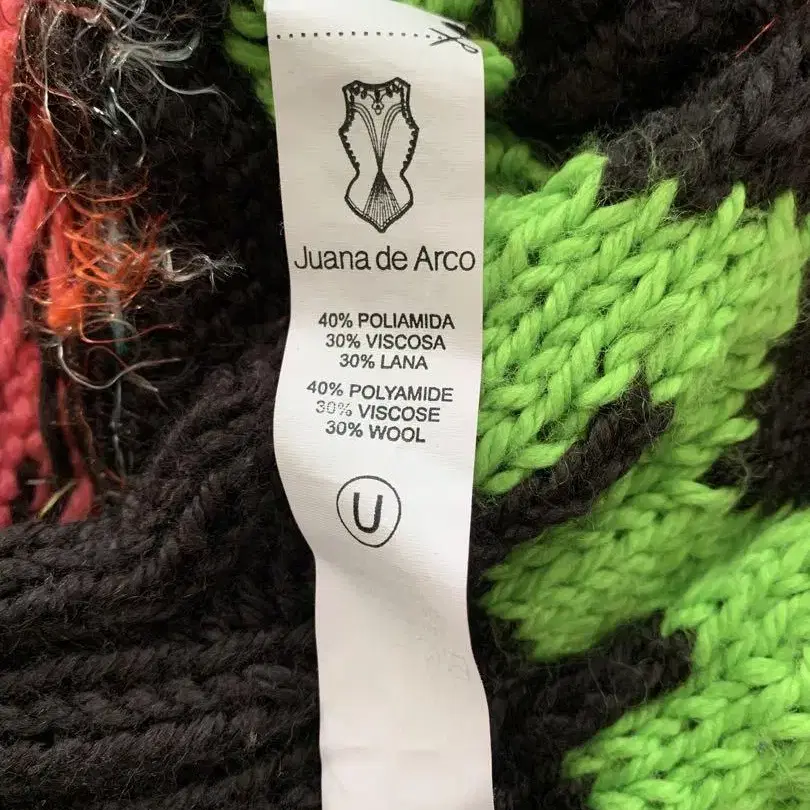 Juana de Arco
40% POLIAMIDA
30% VISCOSA
30% LANA
40% POLYAMIDE
30% VISCOSE
30% WOOL
U